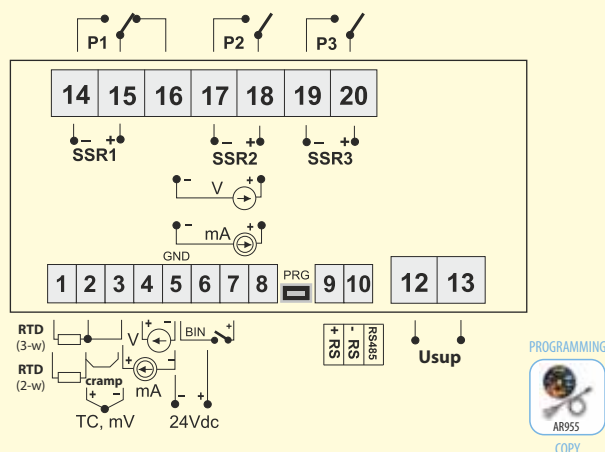 P1 P2 P3
14 15 16 17 18 19 20
- + - + - +
SSR1 SSR2 SSR3
- V +
- mA +
GND
1 2 3 4 5 6 7 8 PRG 9 10 12 13
RTD + - BIN +
(3-w) V
RTD + -
(2-w) cramp mA
+ - - +
TC, mV 24Vdc
+ RS
- RS
RS485
Usup
PROGRAMMING
AR955
COPY